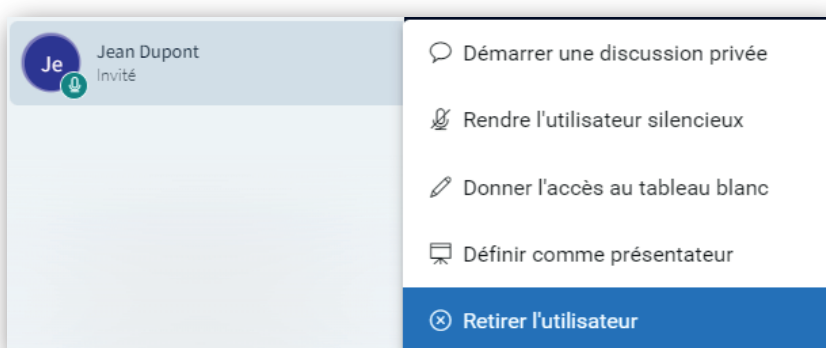 Je
Jean Dupont
Invité
Démarrer une discussion privée
Rendre l'utilisateur silencieux
Donner l'accès au tableau blanc
Définir comme présentateur
Retirer l'utilisateur